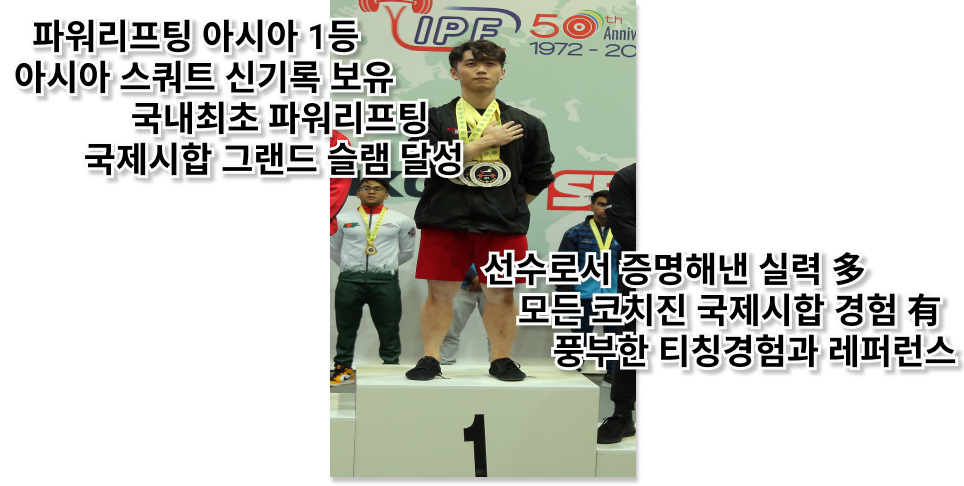 파워리프팅 아시아 1등
아시아 스쿼트 신기록 보유
국내최초 파워리프팅
국제시합 그랜드 슬램 달성
IPF
50th
Anniv
1972 - 20
선수로서 증명해낸 실력 多
모든 코치진 국제시합 경험 有
풍부한 티칭경험과 레퍼런스
1